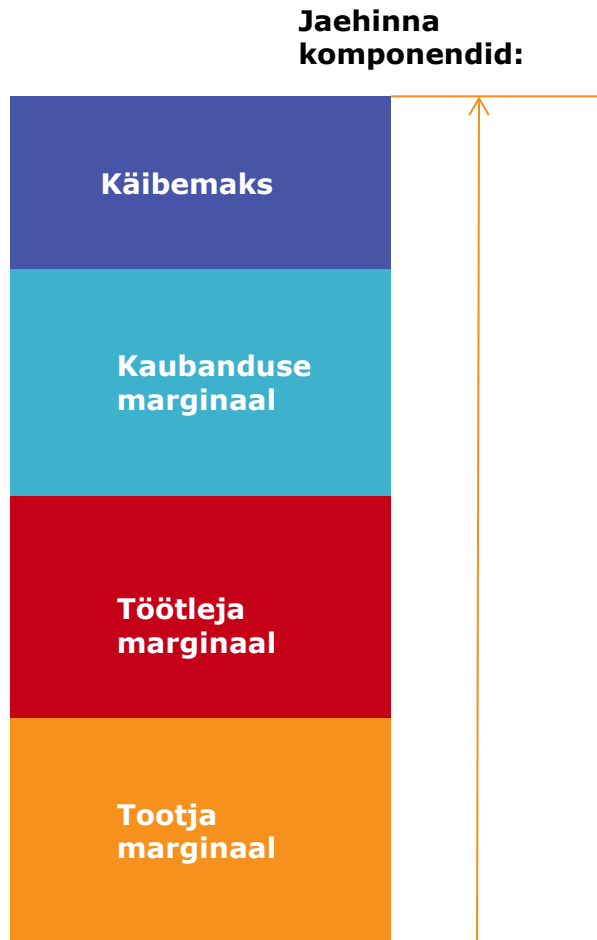 Jaehinna
komponendid:
Käibemaks
Kaubanduse
marginaal
Töötleja
marginaal
Tootja
marginaal